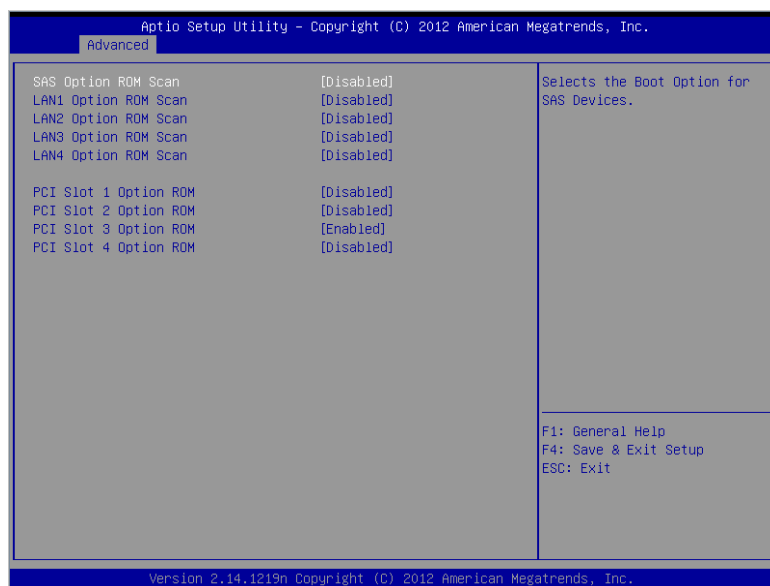 Aptio Setup Utility – Copyright (C) 2012 American Megatrends, Inc.
Advanced
SAS Option ROM Scan [Disabled]
LAN1 Option ROM Scan [Disabled]
LAN2 Option ROM Scan [Disabled]
LAN3 Option ROM Scan [Disabled]
LAN4 Option ROM Scan [Disabled]
PCI Slot 1 Option ROM [Disabled]
PCI Slot 2 Option ROM [Disabled]
PCI Slot 3 Option ROM [Enabled]
PCI Slot 4 Option ROM [Disabled]
Selects the Boot Option for
SAS Devices.
F1: General Help
F4: Save & Exit Setup
ESC: Exit
Version 2.14.1219n Copyright (C) 2012 American Megatrends, Inc.